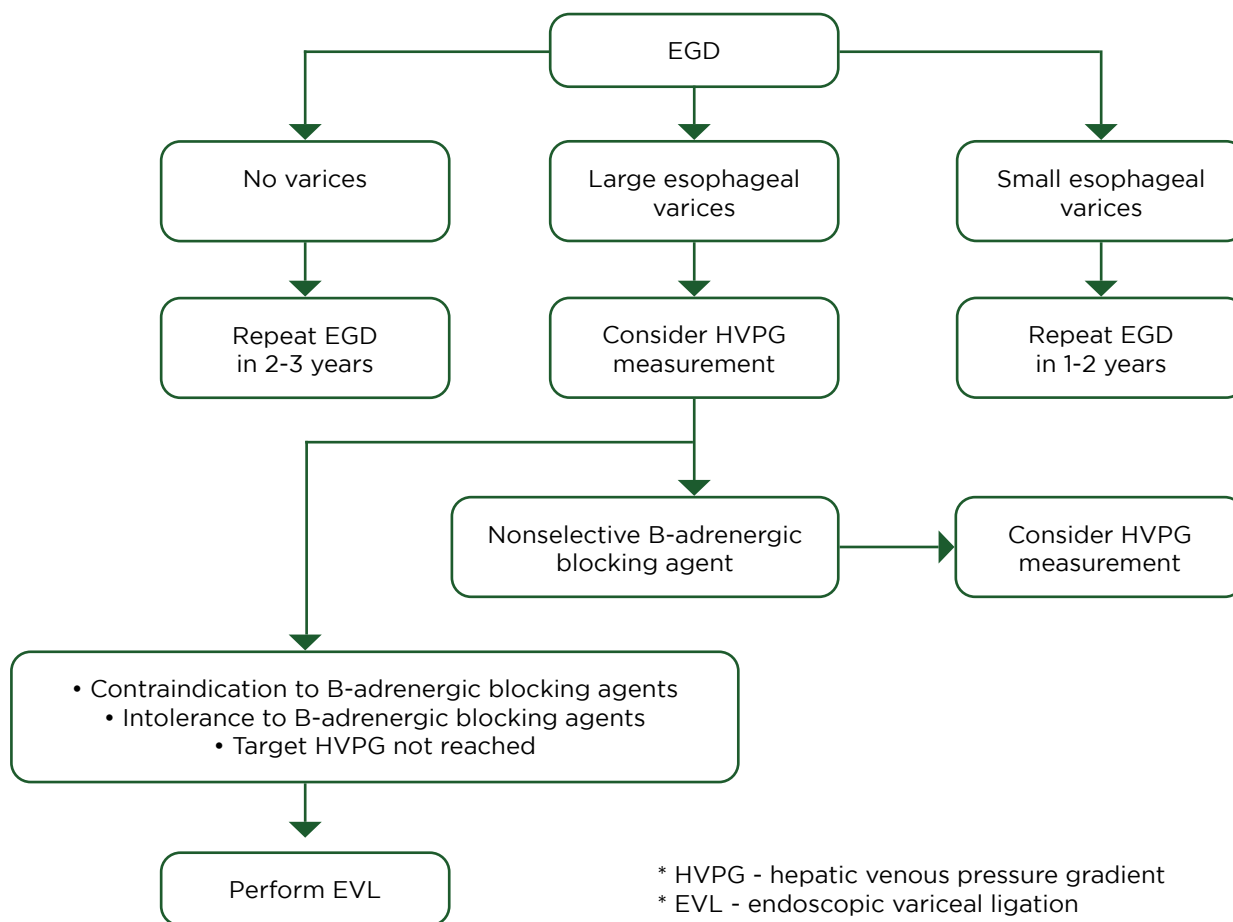 EGD
No varices
Large esophageal
varices
Small esophageal
varices
Repeat EGD
in 2-3 years
Consider HVPG
measurement
Repeat EGD
in 1-2 years
Nonselective B-adrenergic
blocking agent
Consider HVPG
measurement
• Contraindication to B-adrenergic blocking agents
• Intolerance to B-adrenergic blocking agents
• Target HVPG not reached
Perform EVL
* HVPG - hepatic venous pressure gradient
* EVL - endoscopic variceal ligation